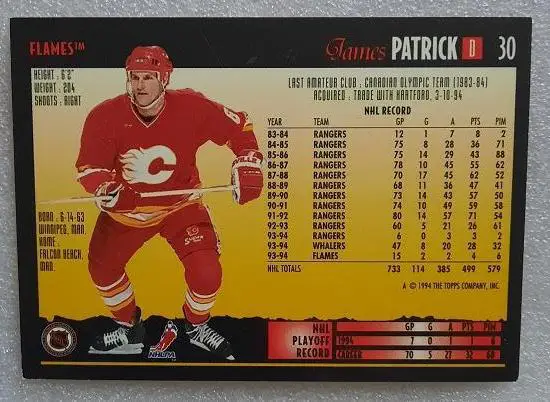 FLAMES™
James PATRICK D 30
HEIGHT : 6'2"
WEIGHT : 204
SHOOTS : RIGHT
LAST AMATEUR CLUB : CANADIAN OLYMPIC TEAM (1983-84)
ACQUIRED : TRADE WITH HARTFORD, 3-10-94
NHL RECORD
YEAR TEAM GP G A PTS PIM
83-84 RANGERS 12 1 7 8 2
84-85 RANGERS 75 8 28 36 71
85-86 RANGERS 75 14 29 43 88
86-87 RANGERS 78 10 45 55 62
87-88 RANGERS 70 17 45 62 52
88-89 RANGERS 68 11 36 47 41
89-90 RANGERS 73 14 43 57 50
90-91 RANGERS 74 10 49 59 58
91-92 RANGERS 80 14 57 71 54
92-93 RANGERS 60 5 21 26 61
93-94 RANGERS 6 0 3 3 2
93-94 WHALERS 47 8 20 28 32
93-94 FLAMES 15 2 2 4 6
NHL TOTALS 733 114 385 499 579
BORN : 6-14-63
WINNIPEG, MAN.
HOME :
FALCON BEACH,
MAN.
A © 1994 THE TOPPS COMPANY, INC.
NHL
PLAYOFF
RECORD
GP G A PTS PIM
1994 7 0 1 1 6
CAREER 70 5 27 32 68
NHL
NHLPA